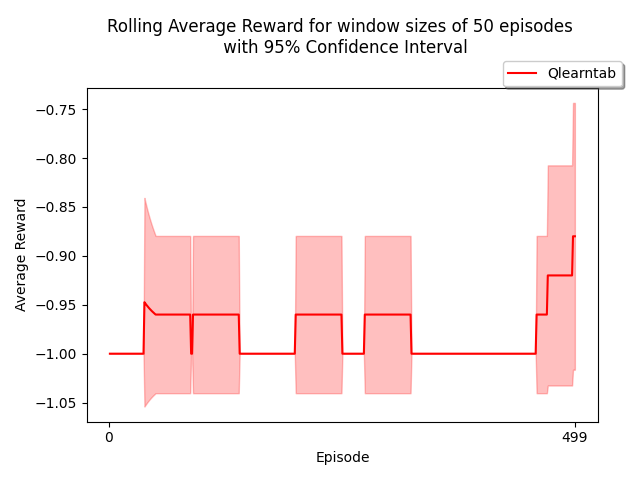 Rolling Average Reward for window sizes of 50 episodes
with 95% Confidence Interval
Qlearntab
−0.75
−0.80
−0.85
−0.90
−0.95
−1.00
−1.05
Average Reward
0
499
Episode